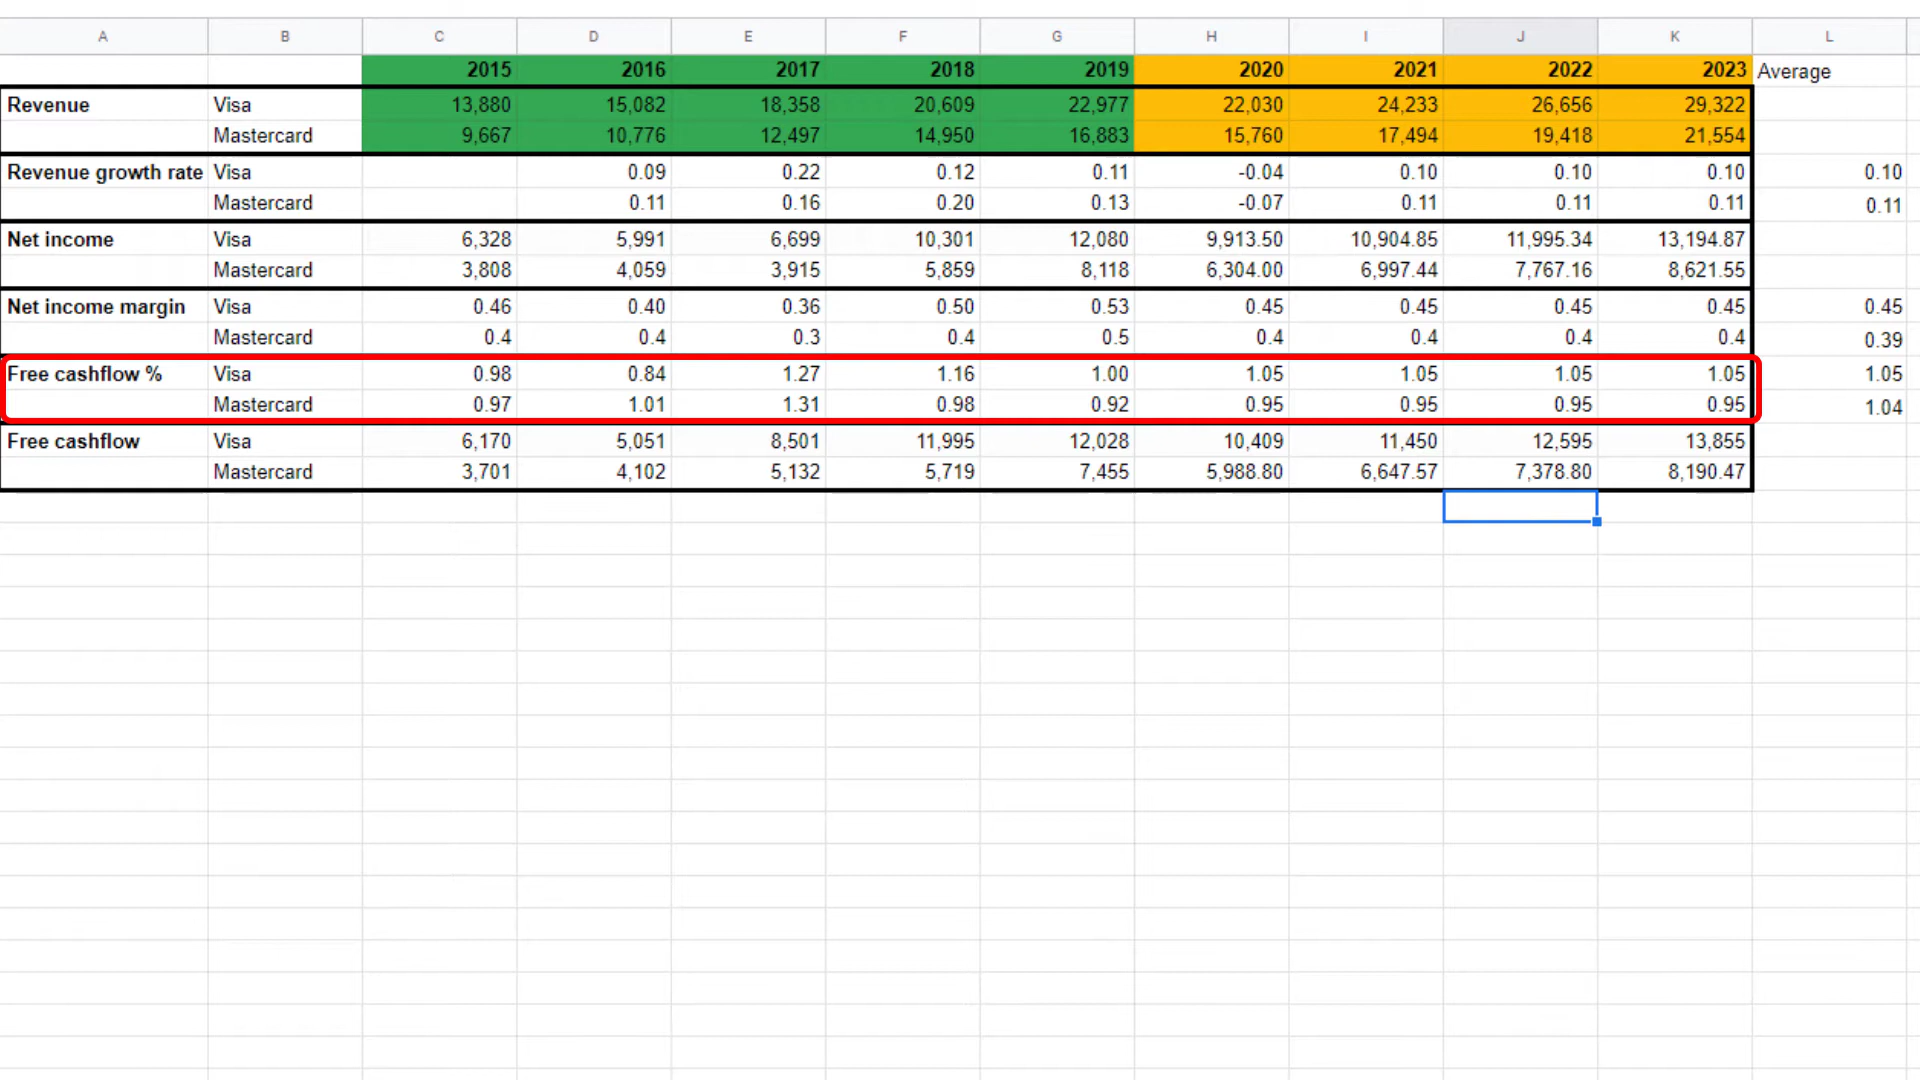 A B C D E F G H I J K L
2015 2016 2017 2018 2019 2020 2021 2022 2023 Average
Revenue Visa 13,880 15,082 18,358 20,609 22,977 22,030 24,233 26,656 29,322
Mastercard 9,667 10,776 12,497 14,950 16,883 15,760 17,494 19,418 21,554
Revenue growth rate Visa 0.09 0.22 0.12 0.11 -0.04 0.10 0.10 0.10 0.10
Mastercard 0.11 0.16 0.20 0.13 -0.07 0.11 0.11 0.11 0.11
Net income Visa 6,328 5,991 6,699 10,301 12,080 9,913.50 10,904.85 11,995.34 13,194.87
Mastercard 3,808 4,059 3,915 5,859 8,118 6,304.00 6,997.44 7,767.16 8,621.55
Net income margin Visa 0.46 0.40 0.36 0.50 0.53 0.45 0.45 0.45 0.45 0.45
Mastercard 0.4 0.4 0.3 0.4 0.5 0.4 0.4 0.4 0.4 0.39
Free cashflow % Visa 0.98 0.84 1.27 1.16 1.00 1.05 1.05 1.05 1.05 1.05
Mastercard 0.97 1.01 1.31 0.98 0.92 0.95 0.95 0.95 0.95 1.04
Free cashflow Visa 6,170 5,051 8,501 11,995 12,028 10,409 11,450 12,595 13,855
Mastercard 3,701 4,102 5,132 5,719 7,455 5,988.80 6,647.57 7,378.80 8,190.47